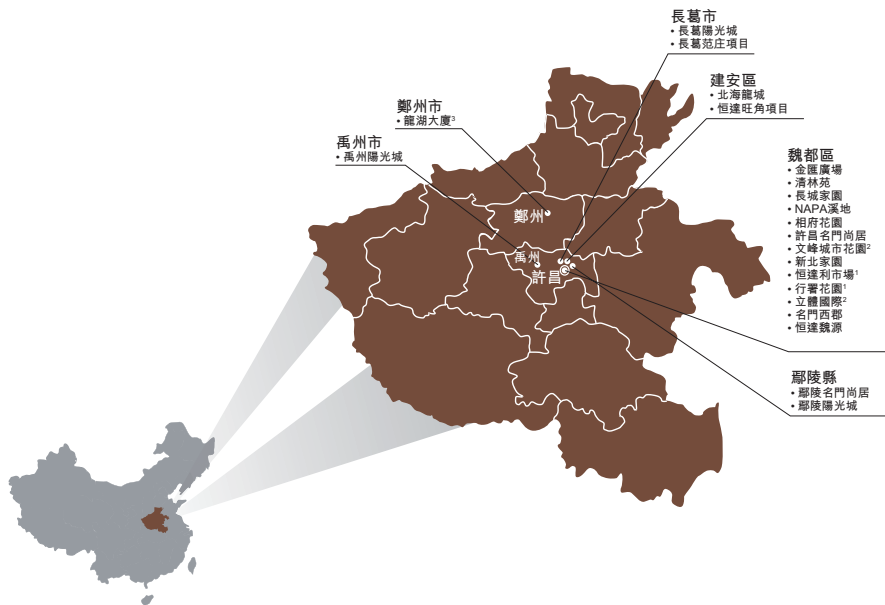 長葛市
• 長葛陽光城
• 長葛范庄項目
建安區
• 北海龍城
• 恒達旺角項目
鄭州市
• 龍湖大廈³
禹州市
• 禹州陽光城
魏都區
• 金匯廣場
• 清林苑
• 長城家園
• NAPA溪地
• 相府花園
• 許昌名門尚居
• 文峰城市花園²
• 新北家園
• 恒達利市場¹
• 行署花園¹
• 立體國際²
• 名門西郡
• 恒達魏源
鄭州
禹州
許昌
鄢陵縣
• 鄢陵名門尚居
• 鄢陵陽光城